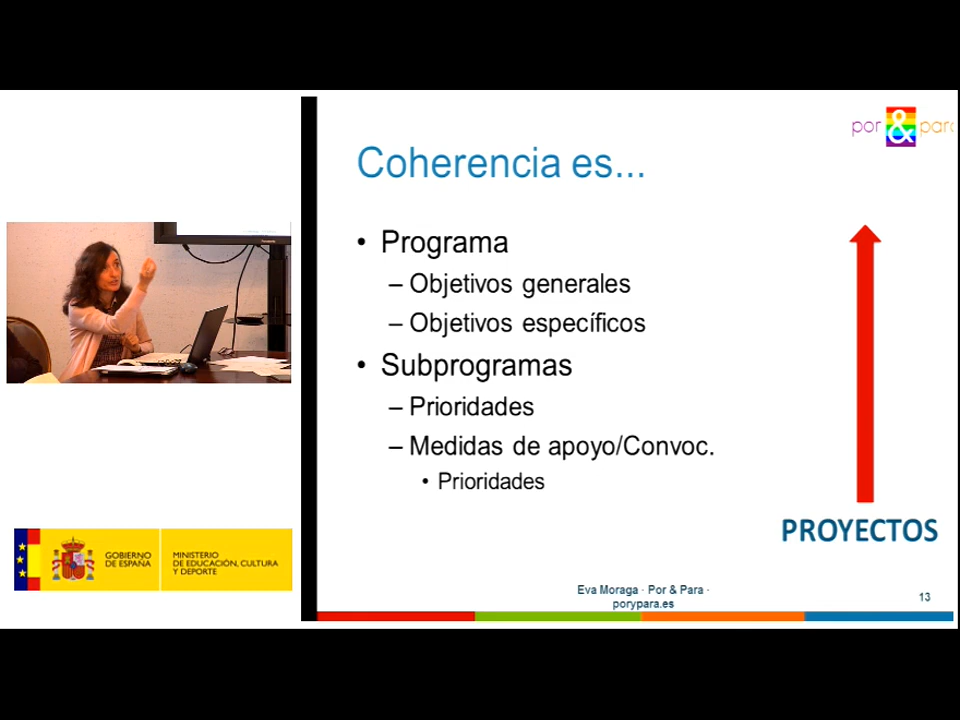 por & para
Coherencia es...
• Programa
– Objetivos generales
– Objetivos específicos
• Subprogramas
– Prioridades
– Medidas de apoyo/Convoc.
• Prioridades
PROYECTOS
GOBIERNO
DE ESPAÑA
MINISTERIO
DE EDUCACIÓN, CULTURA
Y DEPORTE
Eva Moraga · Por & Para ·
porypara.es
13